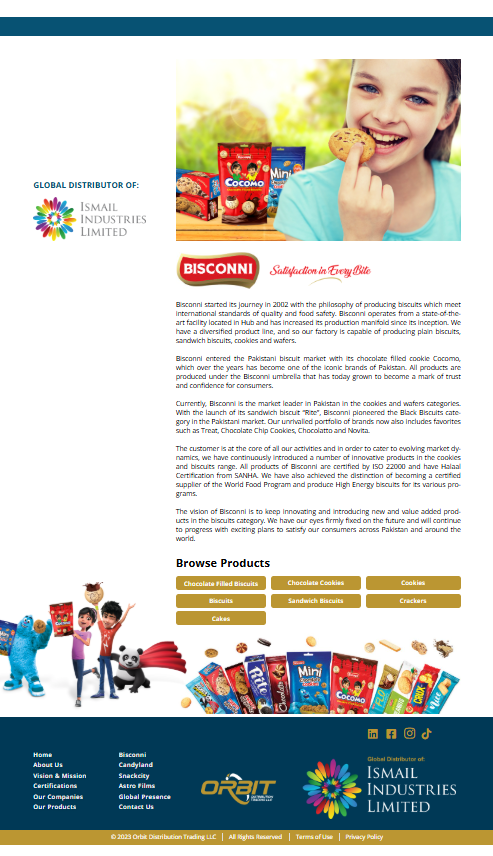 GLOBAL DISTRIBUTOR OF:
ISMAIL
INDUSTRIES
LIMITED
COCOMO
Mini
BISCONNI
Satisfaction in Every Bite
Bisconni started its journey in 2002 with the philosophy of producing biscuits which meet
international standards of quality and food safety. Bisconni operates from a state-of-the-
art facility located in Hub and has increased its production manifold since its inception. We
have a diversified product line, and so our factory is capable of producing plain biscuits,
sandwich biscuits, cookies and wafers.
Bisconni entered the Pakistani biscuit market with its chocolate filled cookie Cocomo,
which over the years has become one of the iconic brands of Pakistan. All products are
produced under the Bisconni umbrella that has today grown to become a mark of trust
and confidence for consumers.
Currently, Bisconni is the market leader in Pakistan in the cookies and wafers categories.
With the launch of its sandwich biscuit "Rite", Bisconni pioneered the Black Biscuits cate-
gory in the Pakistani market. Our unrivalled portfolio of brands now also includes favorites
such as Treat, Chocolate Chip Cookies, Chocolatto and Novita.
The customer is at the core of all our activities and in order to cater to evolving market dy-
namics, we have continuously introduced a number of innovative products in the cookies
and biscuits range. All products of Bisconni are certified by ISO 22000 and have Halaal
Certification from SANHA. We have also achieved the distinction of becoming a certified
supplier of the World Food Program and produce High Energy biscuits for its various pro-
grams.
The vision of Bisconni is to keep innovating and introducing new and value added prod-
ucts in the biscuits category. We have our eyes firmly fixed on the future and will continue
to progress with exciting plans to satisfy our consumers across Pakistan and around the
world.
Browse Products
Chocolate Filled Biscuits
Chocolate Cookies
Cookies
Biscuits
Sandwich Biscuits
Crackers
Cakes
Rite
Mini
COCOMO
Home
About Us
Vision & Mission
Certifications
Our Companies
Our Products
Bisconni
Candyland
Snackcity
Astro Films
Global Presence
Contact Us
ORBIT
DISTRIBUTION
TRADING LLC
Global Distributor of:
ISMAIL
INDUSTRIES
LIMITED
© 2023 Orbit Distribution Trading LLC | All Rights Reserved | Terms of Use | Privacy Policy